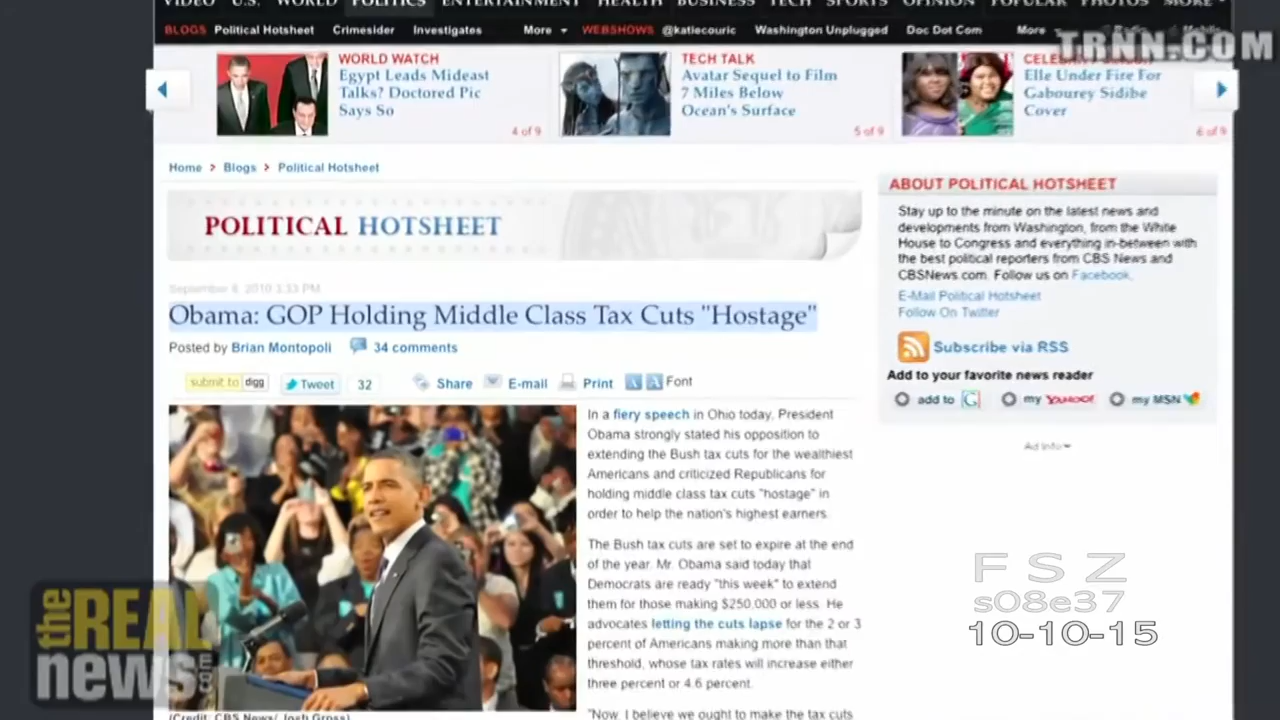 VIDEO U.S. WORLD POLITICS ENTERTAINMENT HEALTH BUSINESS TECH SPORTS OPINION POPULAR PHOTOS MORE
BLOGS Political Hotsheet Crimesider Investigates More WEBSHOWS @katiecouric Washington Unplugged Doc Dot Com More
TRNN.COM
WORLD WATCH
Egypt Leads Mideast
Talks? Doctored Pic
Says So
4 of 9
TECH TALK
Avatar Sequel to Film
7 Miles Below
Ocean's Surface
5 of 9
Elle Under Fire For
Gabourey Sidibe
Cover
6 of 9
Home > Blogs > Political Hotsheet
POLITICAL HOTSHEET
3:33 PM
Obama: GOP Holding Middle Class Tax Cuts "Hostage"
Posted by Brian Montopoli 34 comments
submit to digg Tweet 32 Share E-mail Print A A Font
In a fiery speech in Ohio today, President
Obama strongly stated his opposition to
extending the Bush tax cuts for the wealthiest
Americans and criticized Republicans for
holding middle class tax cuts "hostage" in
order to help the nation's highest earners.
The Bush tax cuts are set to expire at the end
of the year. Mr. Obama said today that
Democrats are ready "this week" to extend
them for those making $250,000 or less. He
advocates letting the cuts lapse for the 2 or 3
percent of Americans making more than that
threshold, whose tax rates will increase either
three percent or 4.6 percent.
"Now, I believe we ought to make the tax cuts
(Credit: CBS News/ Josh Gross)
ABOUT POLITICAL HOTSHEET
Stay up to the minute on the latest news and
developments from Washington, from the White
House to Congress and everything in-between with
the best political reporters from CBS News and
CBSNews.com. Follow us on Facebook.
E-Mail Political Hotsheet
Follow On Twitter
Subscribe via RSS
Add to your favorite news reader
add to G my YAHOO! my MSN
Ad Info
the REAL
news.com
F S Z
s08e37
10-10-15